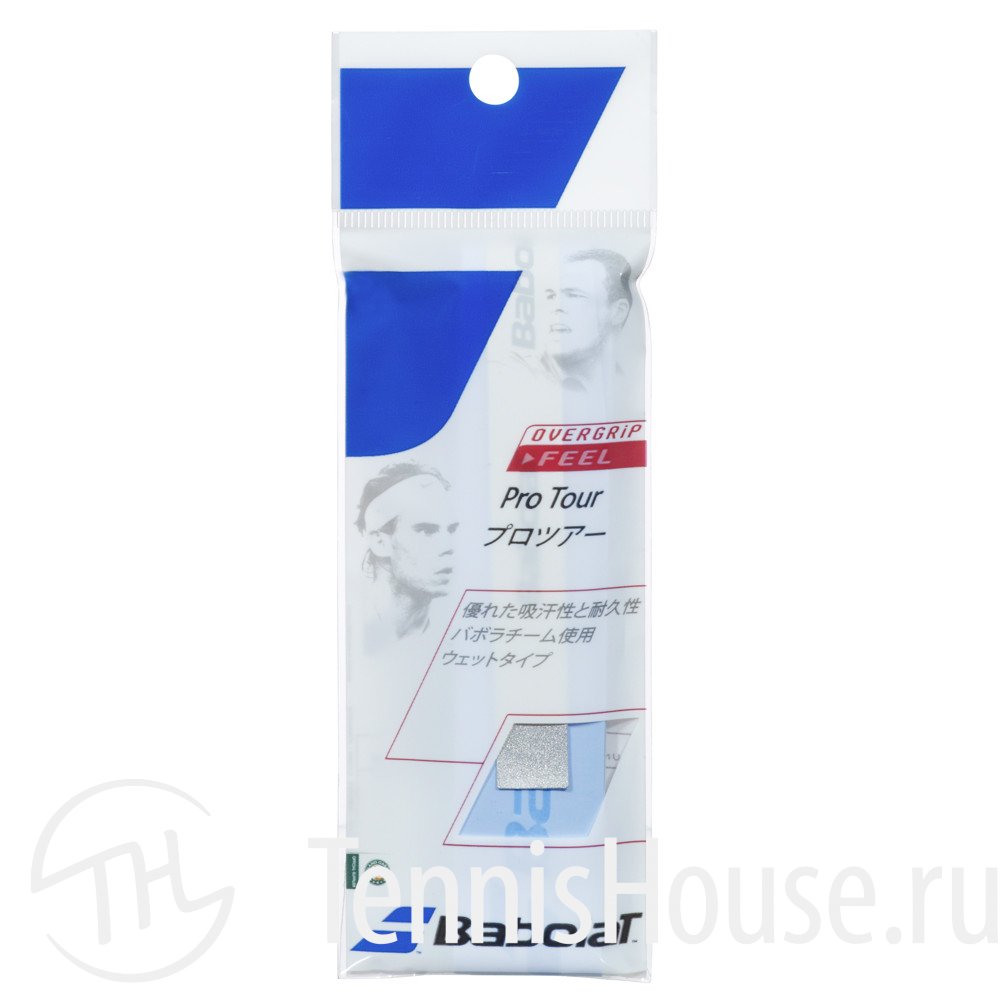 Babo
OVERGRIP
FEEL
Pro Tour
プロツアー
優れた吸汗性と耐久性
バボラチーム使用
ウェットタイプ
Ba
TH
TennisHouse.ru
BaboLaT